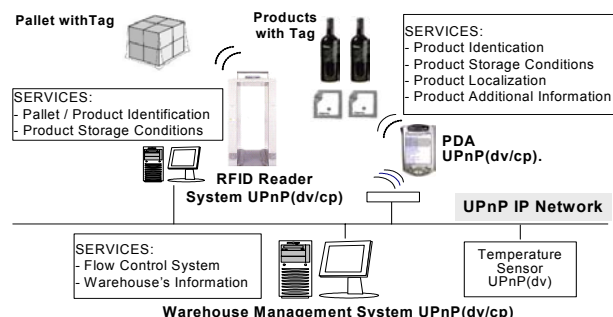 Pallet withTag
Products
with Tag
SERVICES:
- Product Identication
- Product Storage Conditions
- Product Localization
- Product Additional Information
SERVICES:
- Pallet / Product Identification
- Product Storage Conditions
PDA
UPnP(dv/cp).
RFID Reader
System UPnP(dv/cp)
UPnP IP Network
SERVICES:
- Flow Control System
- Warehouse's Information
Temperature
Sensor
UPnP(dv)
Warehouse Management System UPnP(dv/cp)